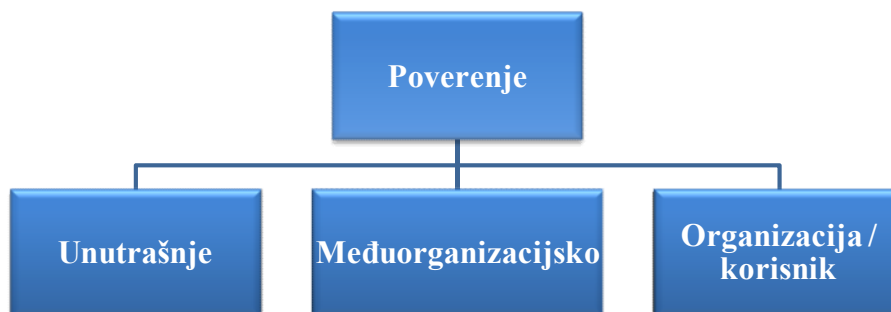 Poverenje
Unutrašnje
Međuorganizacijsko
Organizacija /
korisnik